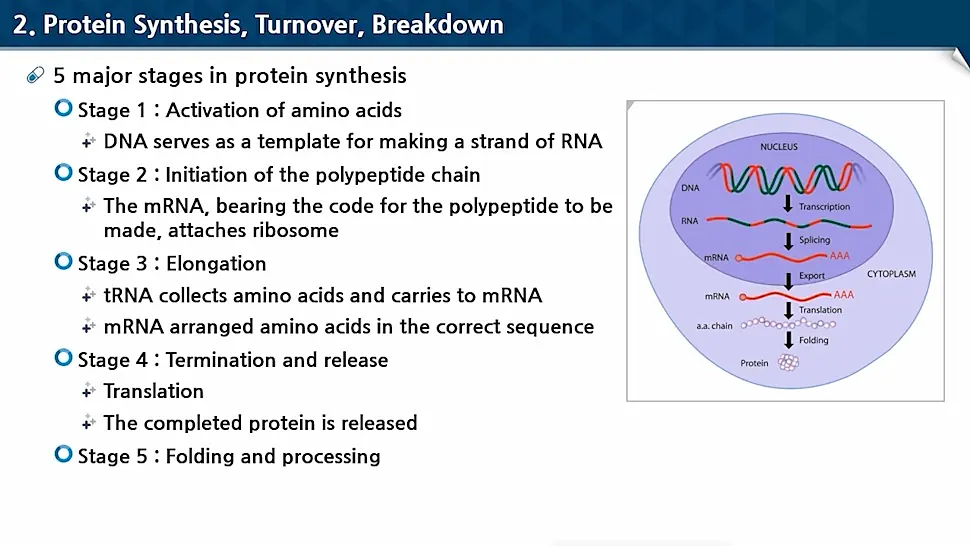 2. Protein Synthesis, Turnover, Breakdown
5 major stages in protein synthesis
Stage 1 : Activation of amino acids
DNA serves as a template for making a strand of RNA
Stage 2 : Initiation of the polypeptide chain
The mRNA, bearing the code for the polypeptide to be
made, attaches ribosome
Stage 3 : Elongation
tRNA collects amino acids and carries to mRNA
mRNA arranged amino acids in the correct sequence
Stage 4 : Termination and release
Translation
The completed protein is released
Stage 5 : Folding and processing
NUCLEUS
DNA
Transcription
RNA
Splicing
mRNA
AAA
CYTOPLASM
Export
mRNA
AAA
Translation
a.a. chain
Folding
Protein